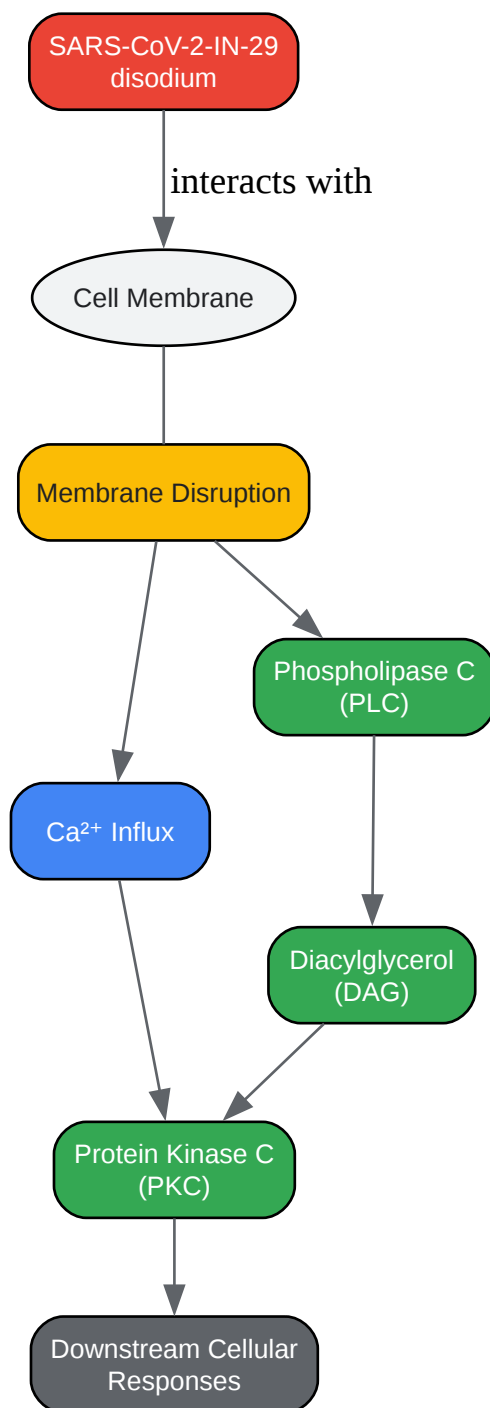 SARS-CoV-2-IN-29
disodium
interacts with
Cell Membrane
Membrane Disruption
Phospholipase C
(PLC)
Ca²⁺ Influx
Diacylglycerol
(DAG)
Protein Kinase C
(PKC)
Downstream Cellular
Responses